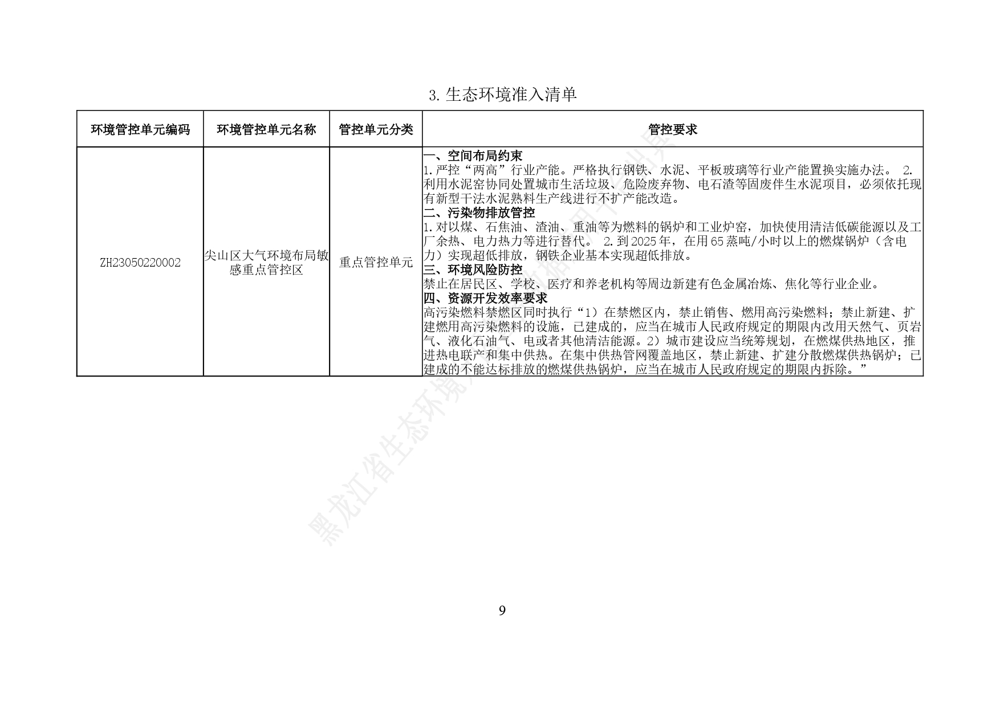 3. 生态环境准入清单
环境管控单元编码 环境管控单元名称 管控单元分类 管控要求
ZH23050220002
尖山区大气环境布局敏
感重点管控区
重点管控单元
一、空间布局约束
1. 严控“两高”行业产能。严格执行钢铁、水泥、平板玻璃等行业产能置换实施办法。 2.
利用水泥窑协同处置城市生活垃圾、危险废弃物、电石渣等固废伴生水泥项目，必须依托现
有新型干法水泥熟料生产线进行不扩产能改造。
二、污染物排放管控
1. 对以煤、石焦油、渣油、重油等为燃料的锅炉和工业炉窑，加快使用清洁低碳能源以及工
厂余热、电力热力等进行替代。 2. 到 2025 年，在用 65 蒸吨/小时以上的燃煤锅炉（含电
力）实现超低排放，钢铁企业基本实现超低排放。
三、环境风险防控
禁止在居民区、学校、医疗和养老机构等周边新建有色金属冶炼、焦化等行业企业。
四、资源开发效率要求
高污染燃料禁燃区同时执行“1）在禁燃区内，禁止销售、燃用高污染燃料；禁止新建、扩
建燃用高污染燃料的设施，已建成的，应当在城市人民政府规定的期限内改用天然气、页岩
气、液化石油气、电或者其他清洁能源。2）城市建设应当统筹规划，在燃煤供热地区，推
进热电联产和集中供热。在集中供热管网覆盖地区，禁止新建、扩建分散燃煤供热锅炉；已
建成的不能达标排放的燃煤供热锅炉，应当在城市人民政府规定的期限内拆除。”
黑龙江省生态环境
9